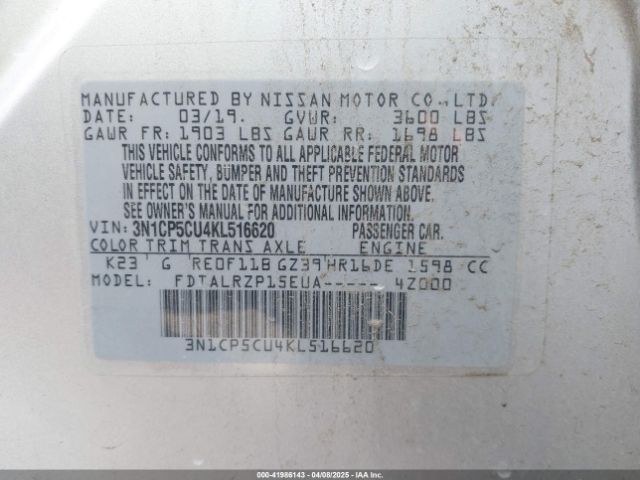 MANUFACTURED BY NISSAN MOTOR CO., LTD.
DATE: 03/19. GVWR: 3600 LBS
GAWR FR: 1903 LBS GAWR RR: 1698 LBS
THIS VEHICLE CONFORMS TO ALL APPLICABLE FEDERAL MOTOR
VEHICLE SAFETY, BUMPER AND THEFT PREVENTION STANDARDS
IN EFFECT ON THE DATE OF MANUFACTURE SHOWN ABOVE.
SEE OWNER'S MANUAL FOR ADDITIONAL INFORMATION.
VIN: 3N1CP5CU4KL516620 PASSENGER CAR.
COLOR TRIM TRANS AXLE ENGINE
K23 G RE0F11B GZ39 HR16DE 1598 CC
MODEL: FDTALRZP15EUA----- 4Z000
3N1CP5CU4KL516620
000-41986143 - 04/08/2025 - IAAI.COM